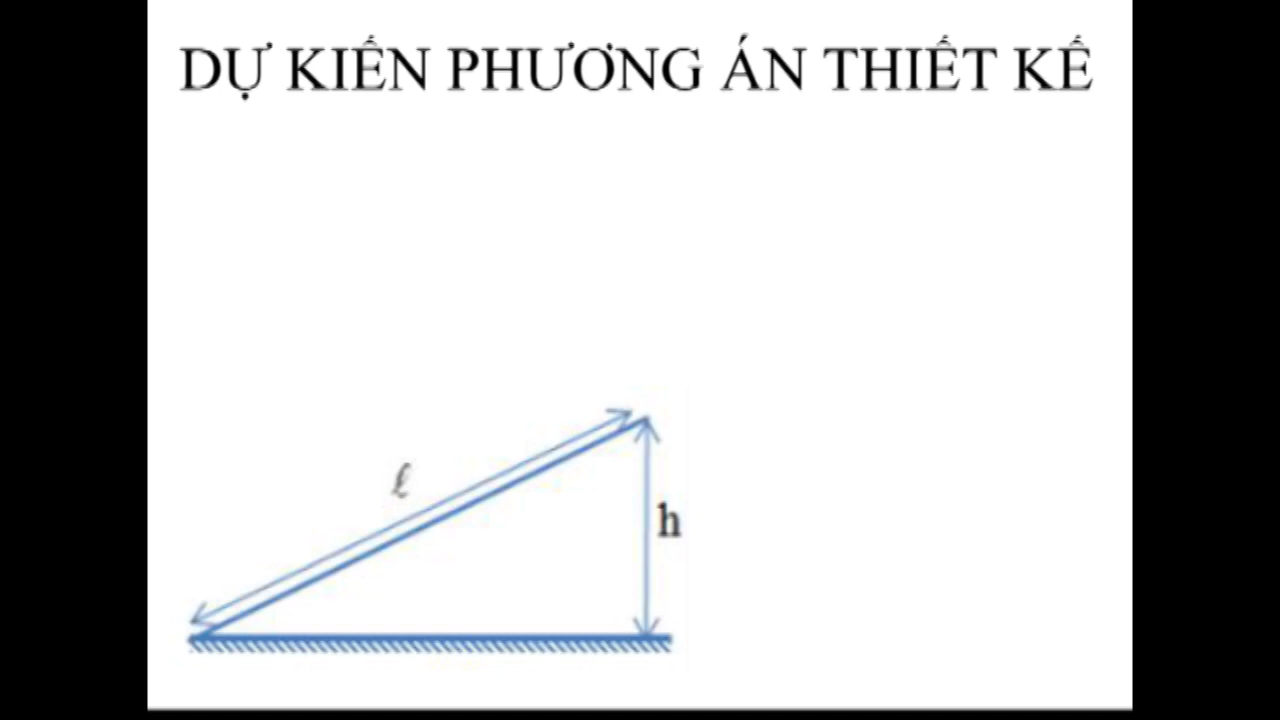 DỰ KIẾN PHƯƠNG ÁN THIẾT KẾ
ℓ
h